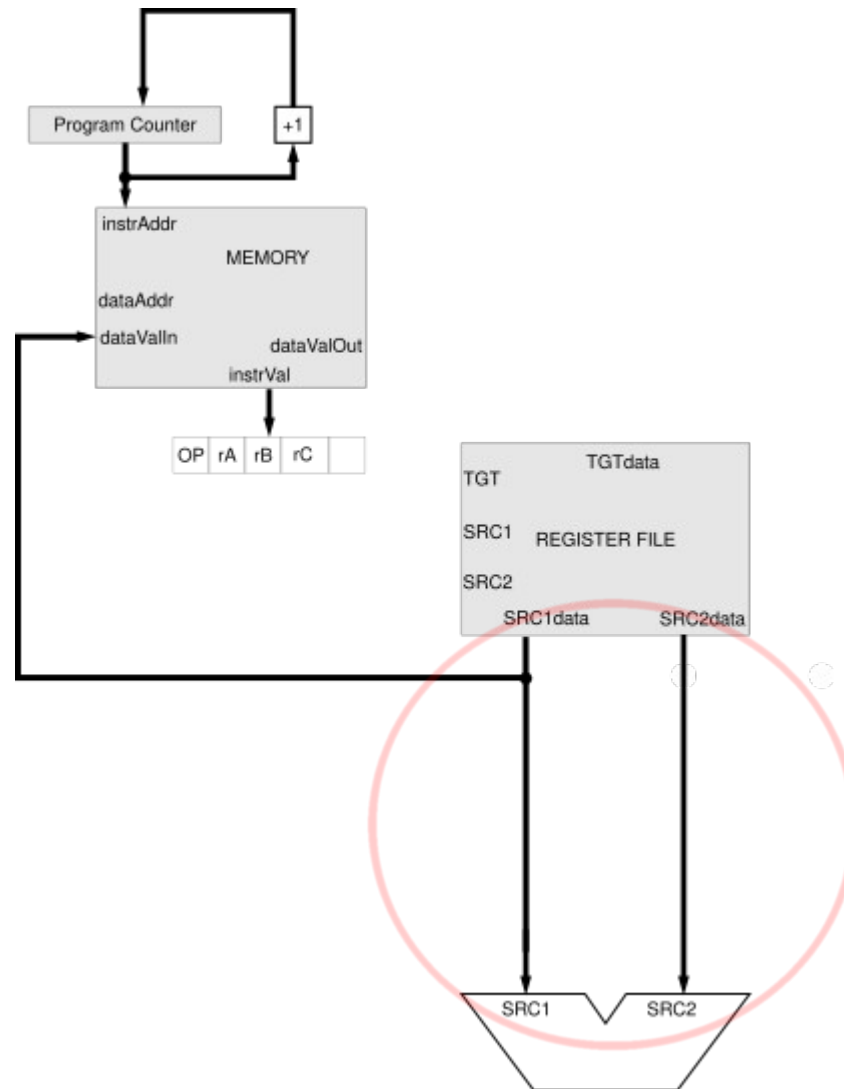 Program Counter
+1
instrAddr
MEMORY
dataAddr
dataValIn
dataValOut
instrVal
OP rA rB rC
TGTdata
TGT
SRC1
REGISTER FILE
SRC2
SRC1data
SRC2data
SRC1
SRC2